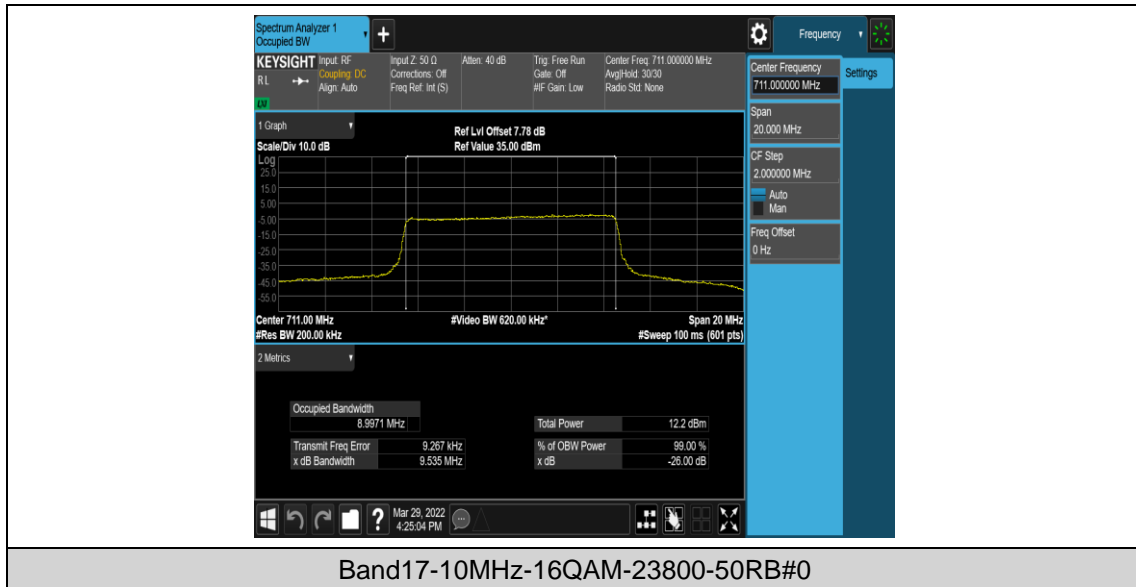 Spectrum Analyzer 1
Occupied BW
+
Frequency
KEYSIGHT
Input: RF
Input Z: 50 Ω
Atten: 40 dB
Trig: Free Run
Center Freq: 711.000000 MHz
RL
Coupling: DC
Corrections: Off
Gate: Off
Avg|Hold: 30/30
Align: Auto
Freq Ref: Int (S)
#IF Gain: Low
Radio Std: None
LXI
Center Frequency
711.000000 MHz
Settings
Span
20.000 MHz
CF Step
2.000000 MHz
Auto
Man
Freq Offset
0 Hz
1 Graph
Ref Lvl Offset 7.78 dB
Scale/Div 10.0 dB
Ref Value 35.00 dBm
Log
25.0
15.0
5.00
-5.00
-15.0
-25.0
-35.0
-45.0
-55.0
Center 711.00 MHz
#Video BW 620.00 kHz*
Span 20 MHz
#Res BW 200.00 kHz
#Sweep 100 ms (601 pts)
2 Metrics
Occupied Bandwidth
8.9971 MHz
Total Power 12.2 dBm
Transmit Freq Error 9.267 kHz
% of OBW Power 99.00 %
x dB Bandwidth 9.535 MHz
x dB -26.00 dB
?
Mar 29, 2022
4:25:04 PM
Band17-10MHz-16QAM-23800-50RB#0